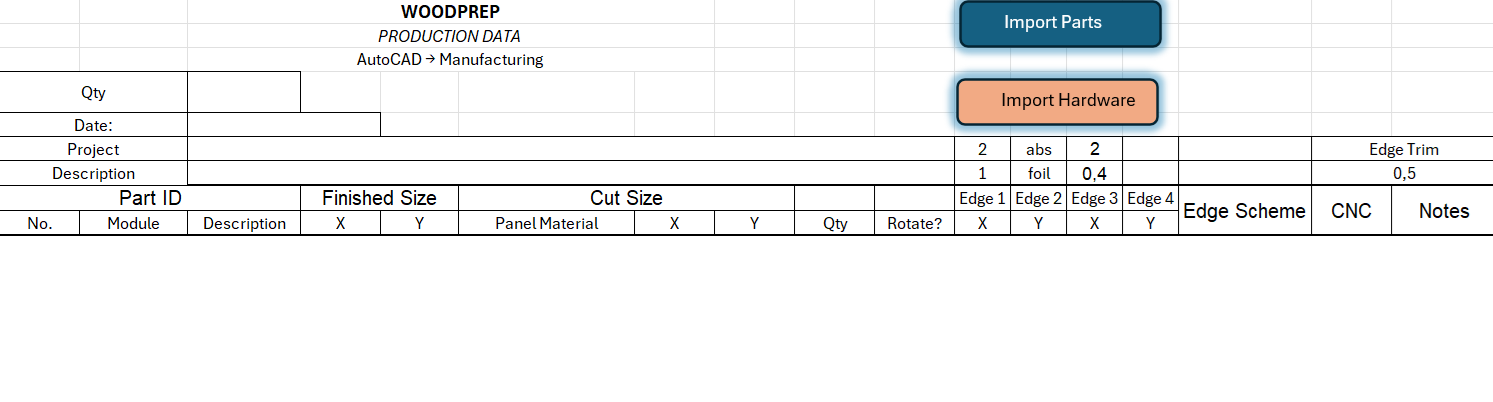 WOODPREP
Import Parts
PRODUCTION DATA
AutoCAD → Manufacturing
Qty
Import Hardware
Date:
Project 2 abs 2 Edge Trim
Description 1 foil 0,4 0,5
Part ID Finished Size Cut Size Edge 1 Edge 2 Edge 3 Edge 4 Edge Scheme CNC Notes
No. Module Description X Y Panel Material X Y Qty Rotate? X Y X Y